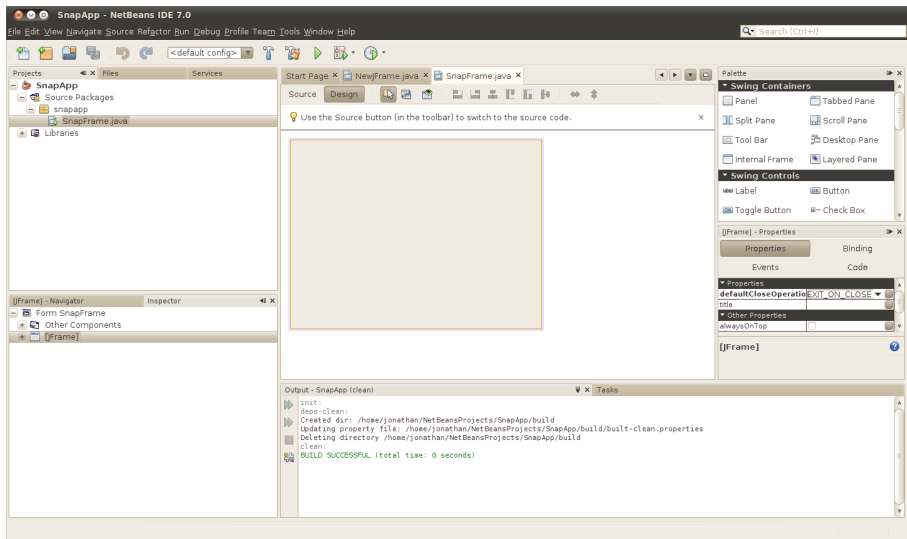 SnapApp - NetBeans IDE 7.0
File Edit View Navigate Source Refactor Run Debug Profile Team Tools Window Help
Search (Ctrl+I)
<default config>
Projects
Files
Services
SnapApp
Source Packages
snapapp
SnapFrame.java
Libraries
[JFrame] - Navigator
Inspector
Form SnapFrame
Other Components
[JFrame]
Start Page
NewJFrame.java
SnapFrame.java
Source
Design
Use the Source button (in the toolbar) to switch to the source code.
x
Output - SnapApp (clean)
Tasks
init:
deps-clean:
Created dir: /home/jonathan/NetBeansProjects/SnapApp/build
Updating property file: /home/jonathan/NetBeansProjects/SnapApp/build/built-clean.properties
Deleting directory /home/jonathan/NetBeansProjects/SnapApp/build
clean:
BUILD SUCCESSFUL (total time: 0 seconds)
Palette
Swing Containers
Panel
Tabbed Pane
Split Pane
Scroll Pane
Tool Bar
Desktop Pane
Internal Frame
Layered Pane
Swing Controls
Label
Button
Toggle Button
Check Box
[JFrame] - Properties
Properties
Binding
Events
Code
Properties
defaultCloseOperatio EXIT_ON_CLOSE
title
Other Properties
alwaysOnTop
[JFrame]